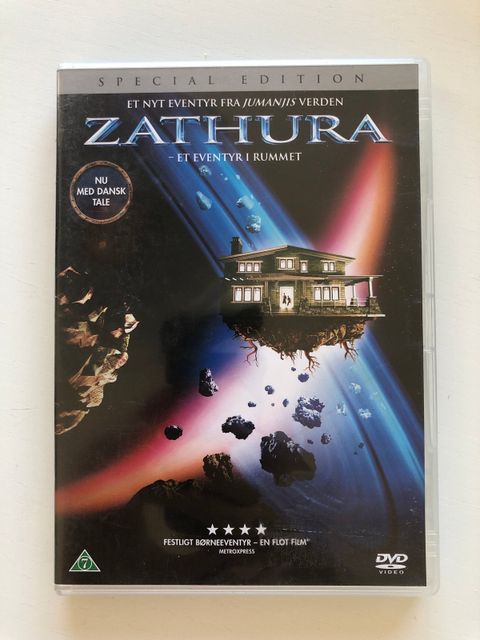 SPECIAL EDITION
ET NYT EVENTYR FRA JUMANJIS VERDEN
ZATHURA
– ET EVENTYR I RUMMET
NU
MED DANSK
TALE
FESTLIGT BØRNEEVENTYR – EN FLOT FILM"
METROXPRESS
7
DVD
VIDEO